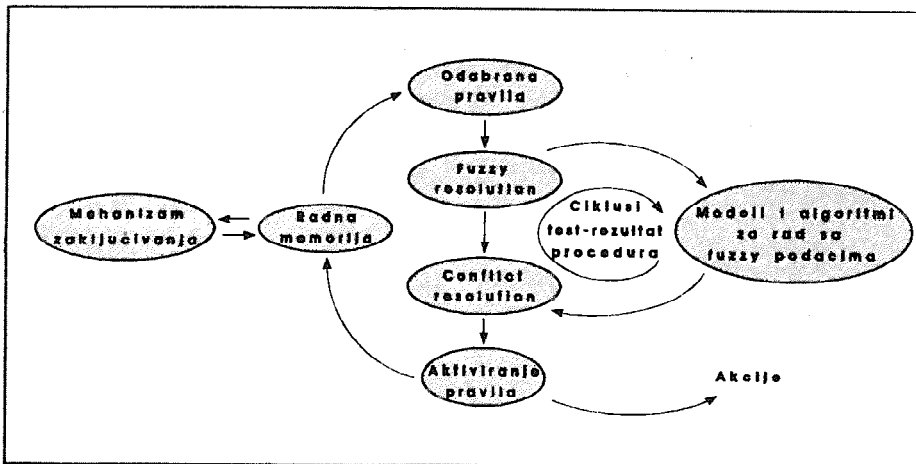 Odabrana
pravila
Fuzzy
resolution
Mehanizam
zaključivanja
Radna
memorija
Ciklusi
test-rezultat
procedura
Modeli i algoritmi
za rad sa
fuzzy podacima
Conflict
resolution
Aktiviranje
pravila
Akcije